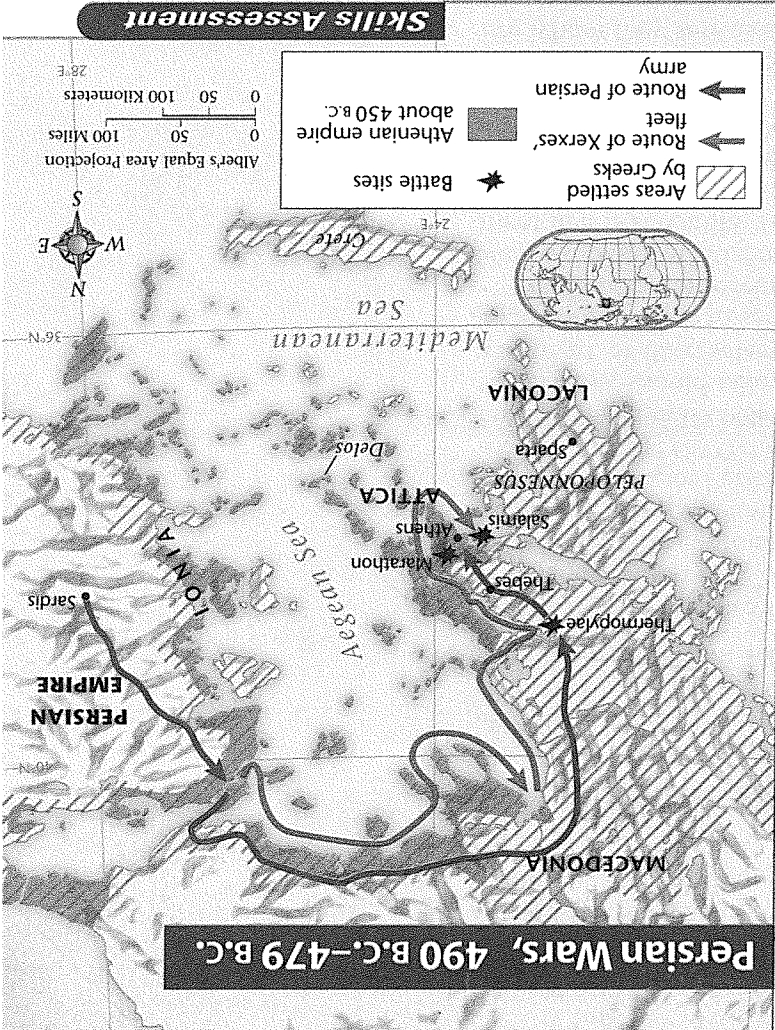 Persian Wars, 490 B.C.–479 B.C.
MACEDONIA
40°N
PERSIAN
EMPIRE
Sardis
IONIA
Aegean Sea
Thermopylae
Thebes
Marathon
Athens
Salamis
ATTICA
PELOPONNESUS
Sparta
Delos
LACONIA
Mediterranean
Sea
36°N
Crete
24°E
28°E
N
W
E
S
Areas settled
by Greeks
Route of Xerxes'
fleet
Route of Persian
army
Battle sites
Athenian empire
about 450 B.C.
Alber's Equal Area Projection
0 50 100 Miles
0 50 100 Kilometers
Skills Assessment